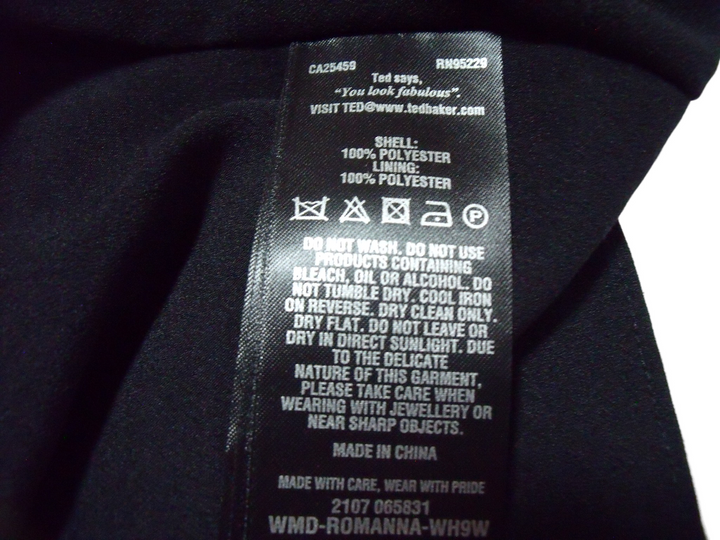 CA25459 RN95229
Ted says,
"You look fabulous".
VISIT TED@www.tedbaker.com
SHELL:
100% POLYESTER
LINING:
100% POLYESTER
P
DO NOT WASH. DO NOT USE
PRODUCTS CONTAINING
BLEACH, OIL OR ALCOHOL. DO
NOT TUMBLE DRY. COOL IRON
ON REVERSE. DRY CLEAN ONLY.
DRY FLAT. DO NOT LEAVE OR
DRY IN DIRECT SUNLIGHT. DUE
TO THE DELICATE
NATURE OF THIS GARMENT,
PLEASE TAKE CARE WHEN
WEARING WITH JEWELLERY OR
NEAR SHARP OBJECTS.
MADE IN CHINA
MADE WITH CARE, WEAR WITH PRIDE
2107 065831
WMD-ROMANNA-WH9W